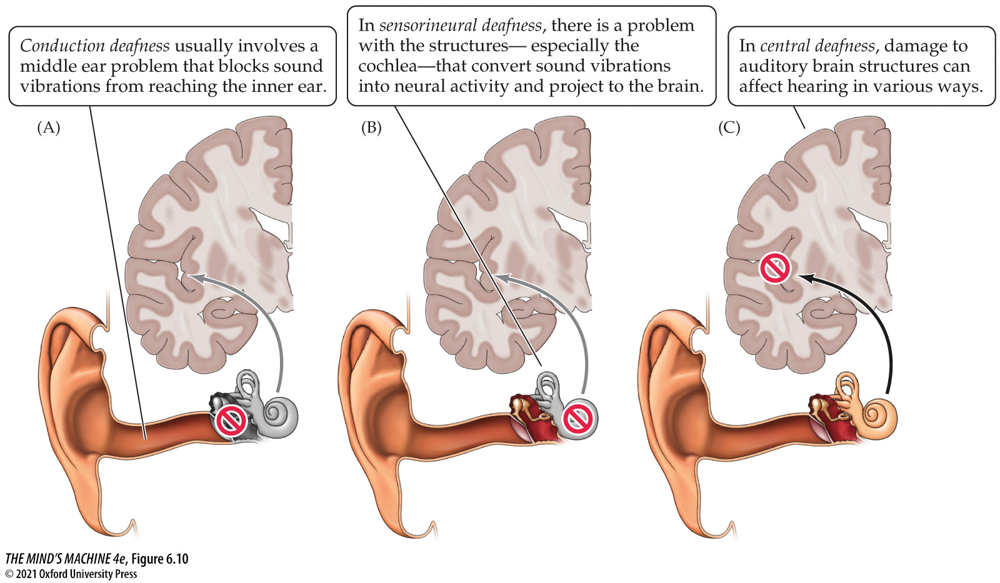 Conduction deafness usually involves a
middle ear problem that blocks sound
vibrations from reaching the inner ear.
In sensorineural deafness, there is a problem
with the structures— especially the
cochlea—that convert sound vibrations
into neural activity and project to the brain.
In central deafness, damage to
auditory brain structures can
affect hearing in various ways.
(A)
(B)
(C)
THE MIND'S MACHINE 4e, Figure 6.10
© 2021 Oxford University Press